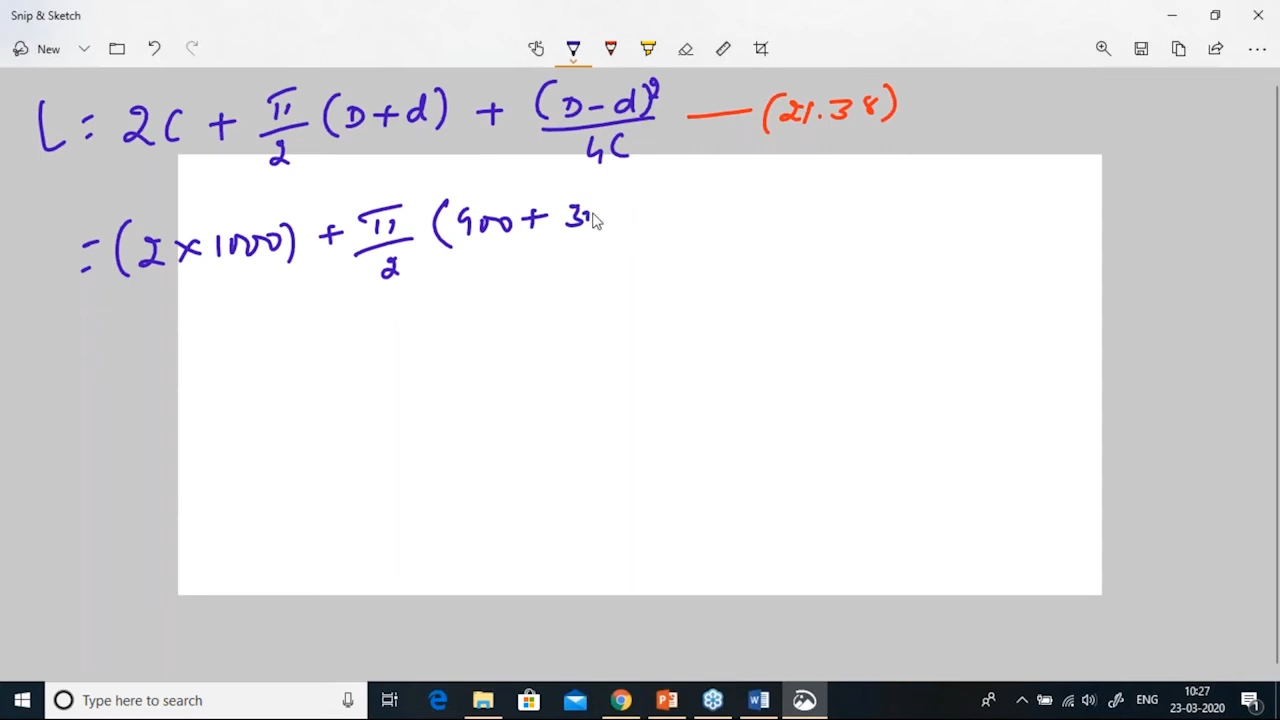 Snip & Sketch
New
L = 2C + π/2 (D+d) + (D-d)²/4C — (21.38)
= (2 × 1000) + π/2 (900 + 3
Type here to search
ENG
10:27
23-03-2020